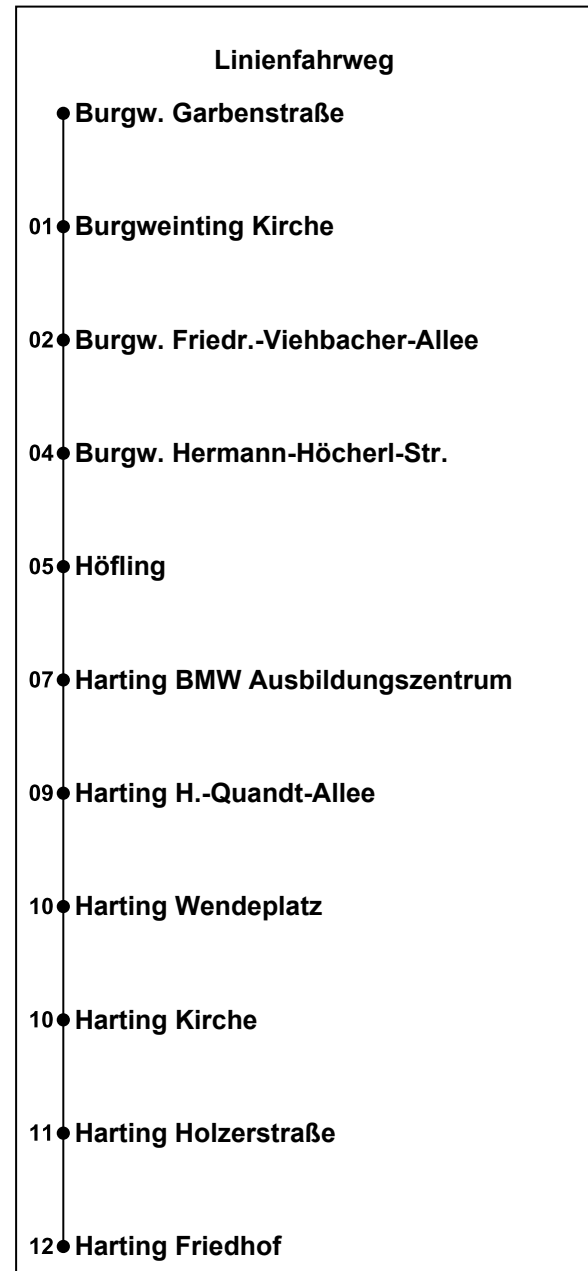 Linienfahrweg
Burgw. Garbenstraße
01 Burgweinting Kirche
02 Burgw. Friedr.-Viehbacher-Allee
04 Burgw. Hermann-Höcherl-Str.
05 Höfling
07 Harting BMW Ausbildungszentrum
09 Harting H.-Quandt-Allee
10 Harting Wendeplatz
10 Harting Kirche
11 Harting Holzerstraße
12 Harting Friedhof